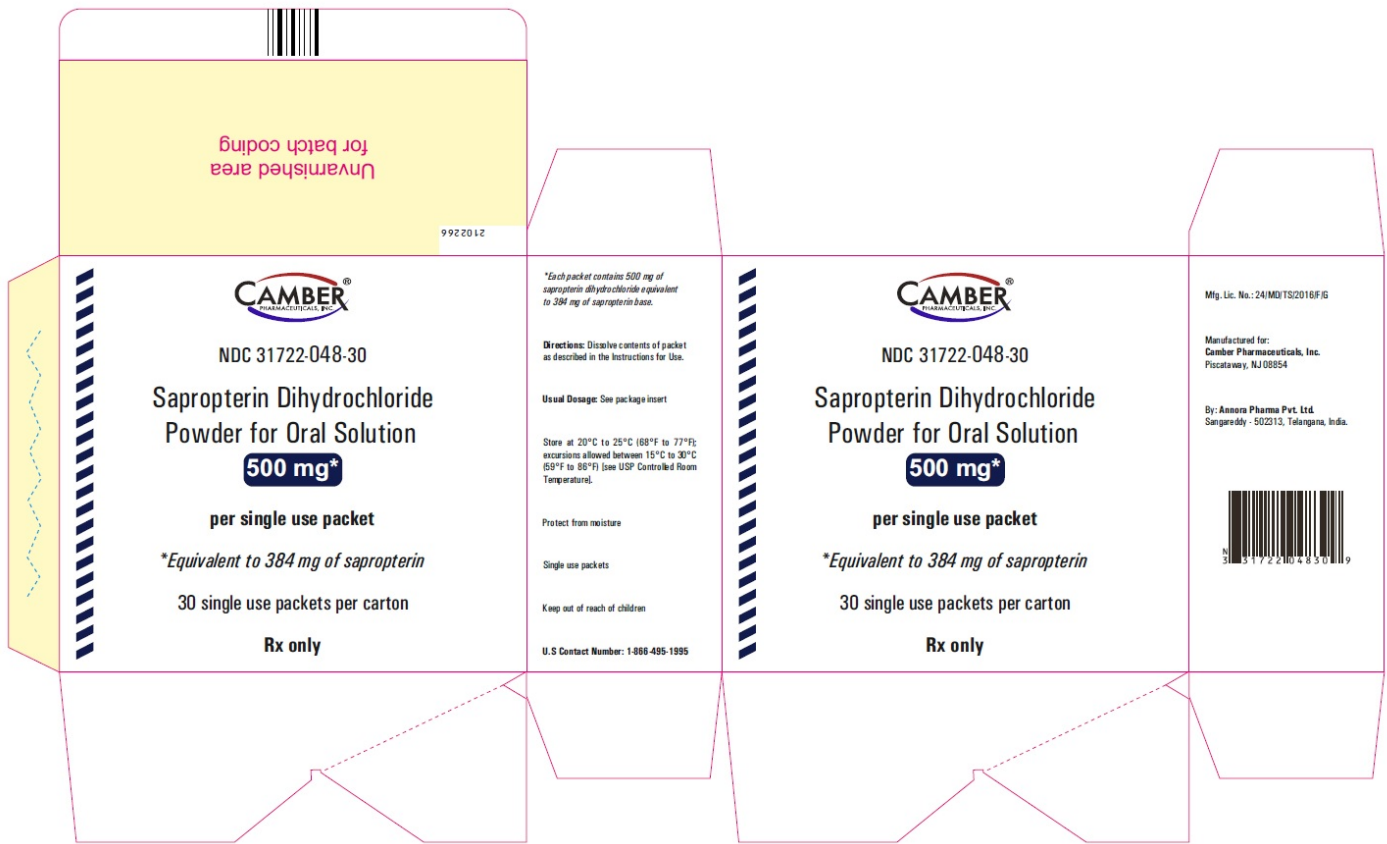 Unvarnished area
for batch coding
2102266
CAMBER®
PHARMACEUTICALS, INC.
NDC 31722-048-30
Sapropterin Dihydrochloride
Powder for Oral Solution
500 mg*
per single use packet
*Equivalent to 384 mg of sapropterin
30 single use packets per carton
Rx only
*Each packet contains 500 mg of
sapropterin dihydrochloride equivalent
to 384 mg of sapropterin base.
Directions: Dissolve contents of packet
as described in the Instructions for Use.
Usual Dosage: See package insert
Store at 20°C to 25°C (68°F to 77°F);
excursions allowed between 15°C to 30°C
(59°F to 86°F) [see USP Controlled Room
Temperature].
Protect from moisture
Single use packets
Keep out of reach of children
U.S Contact Number: 1-866-495-1995
CAMBER®
PHARMACEUTICALS, INC.
NDC 31722-048-30
Sapropterin Dihydrochloride
Powder for Oral Solution
500 mg*
per single use packet
*Equivalent to 384 mg of sapropterin
30 single use packets per carton
Rx only
Mfg. Lic. No.: 24/MD/TS/2016/F/G
Manufactured for:
Camber Pharmaceuticals, Inc.
Piscataway, NJ 08854
By: Annora Pharma Pvt. Ltd.
Sangareddy - 502313, Telangana, India.
N
3 31722 04830 9